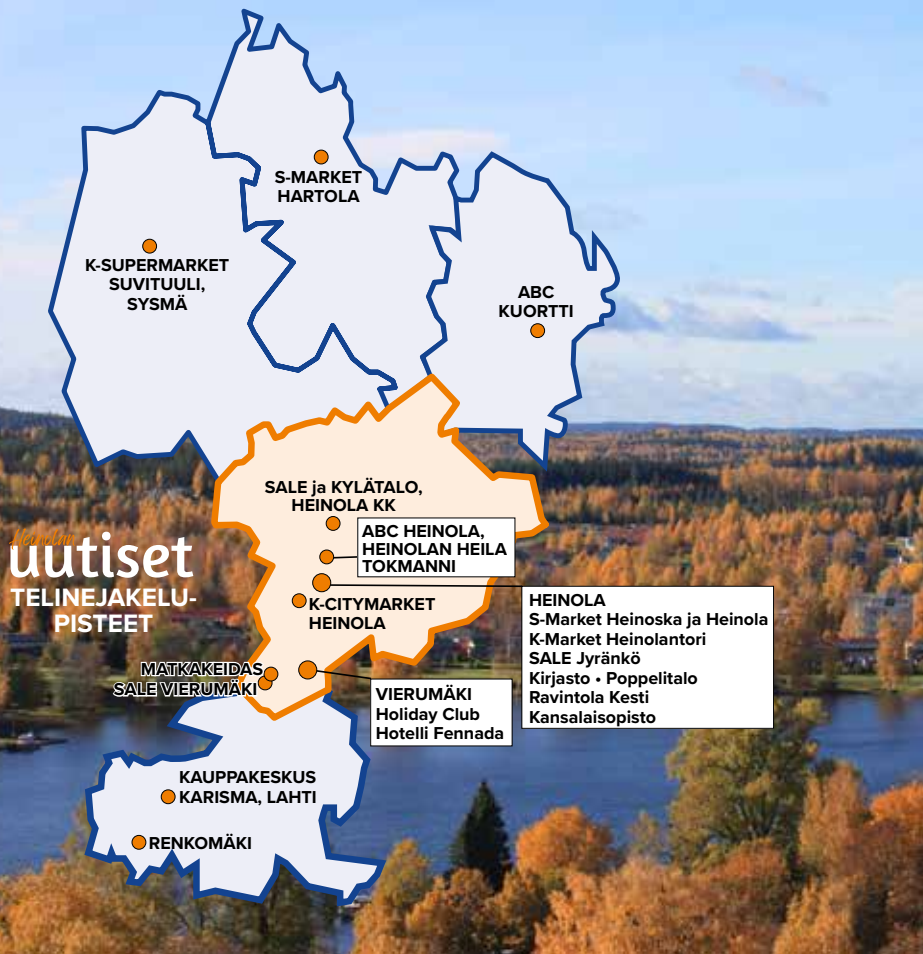 S-MARKET
HARTOLA
K-SUPERMARKET
SUVITUULI,
SYSMÄ
ABC
KUORTTI
SALE ja KYLÄTALO,
HEINOLA KK
ABC HEINOLA,
HEINOLAN HEILA
TOKMANNI
Heinolan
uutiset
TELINEJAKELU-
PISTEET
K-CITYMARKET
HEINOLA
HEINOLA
S-Market Heinoska ja Heinola
K-Market Heinolantori
SALE Jyränkö
Kirjasto • Poppelitalo
Ravintola Kesti
Kansalaisopisto
MATKAKEIDAS
SALE VIERUMÄKI
VIERUMÄKI
Holiday Club
Hotelli Fennada
KAUPPAKESKUS
KARISMA, LAHTI
RENKOMÄKI